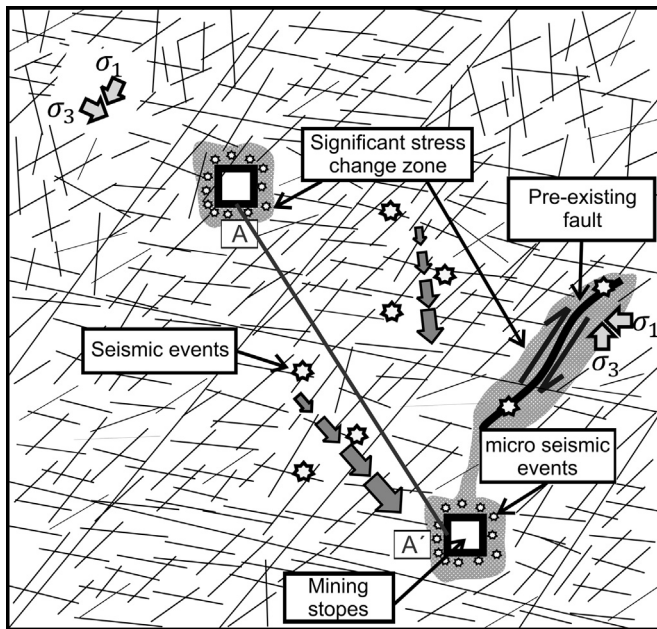 σ₁
σ₃
Significant stress
change zone
Pre-existing
fault
A
Seismic events
σ₁
σ₃
micro seismic
events
A´
Mining
stopes